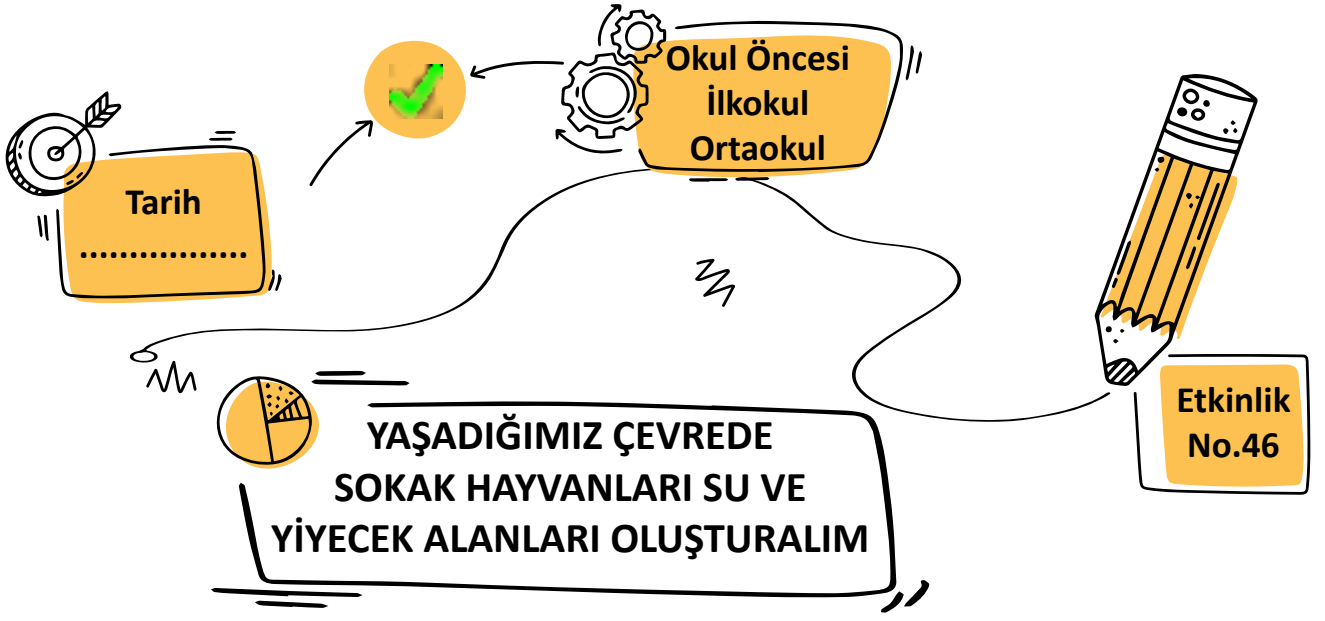 Okul Öncesi
İlkokul
Ortaokul
Tarih
.................
Etkinlik
No.46
YAŞADIĞIMIZ ÇEVREDE
SOKAK HAYVANLARI SU VE
YİYECEK ALANLARI OLUŞTURALIM